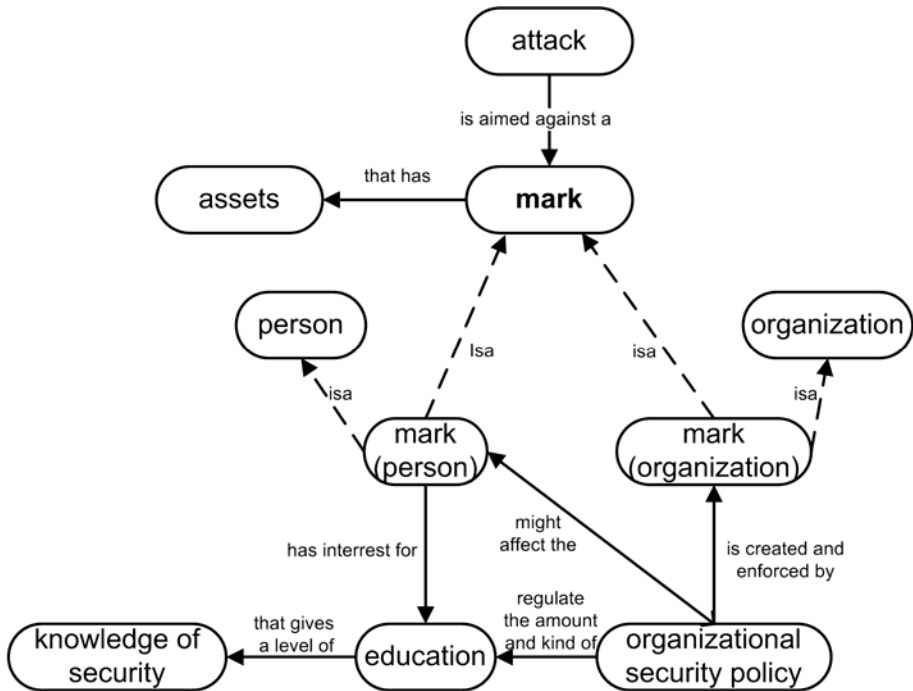 attack
is aimed against a
that has
assets
mark
person
organization
Isa
isa
isa
isa
mark
(person)
mark
(organization)
might
affect the
has interrest for
is created and
enforced by
regulate
the amount
and kind of
that gives
a level of
knowledge of
security
education
organizational
security policy